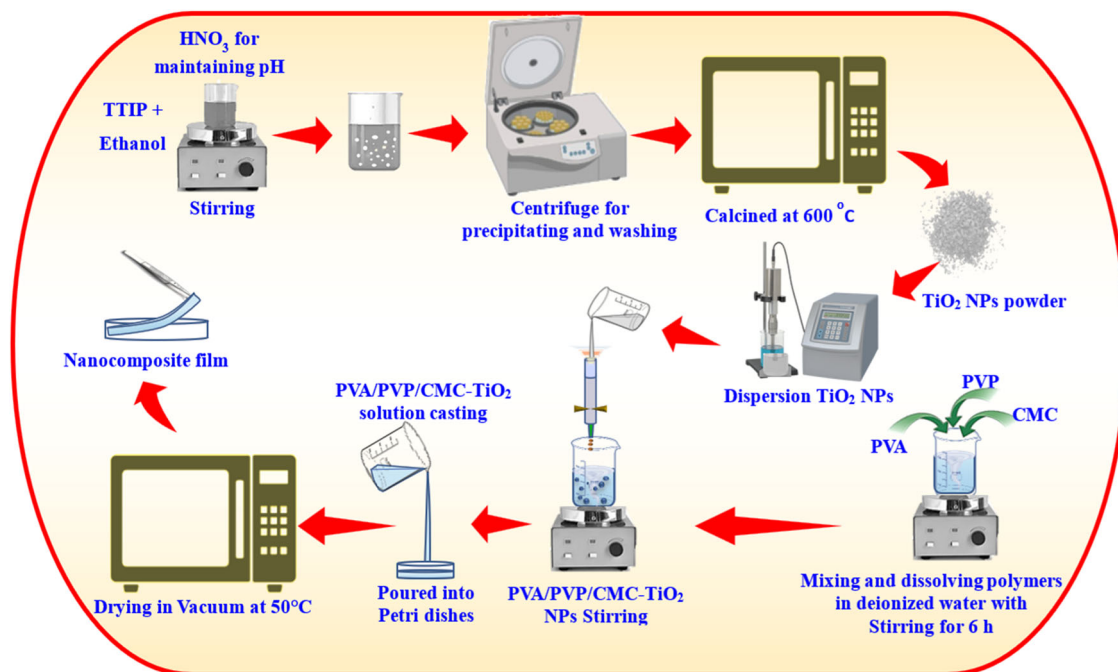 HNO₃ for
maintaining pH
TTIP +
Ethanol
Stirring
Centrifuge for
precipitating and washing
Calcined at 600 °C
TiO₂ NPs powder
Dispersion TiO₂ NPs
PVP
CMC
PVA
Mixing and dissolving polymers
in deionized water with
Stirring for 6 h
PVA/PVP/CMC-TiO₂
NPs Stirring
PVA/PVP/CMC-TiO₂
solution casting
Poured into
Petri dishes
Drying in Vacuum at 50°C
Nanocomposite film